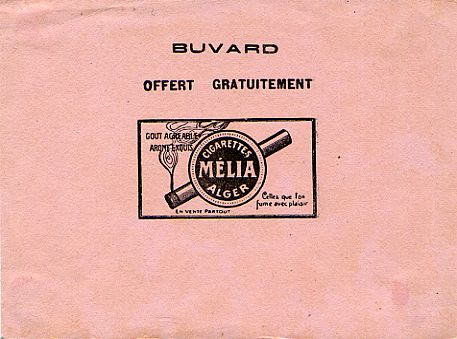 BUVARD
OFFERT GRATUITEMENT
GOUT AGRÉABLE
AROME EXQUIS
CIGARETTES
MÉLIA
ALGER
Celles que l'on
fume avec plaisir
EN VENTE PARTOUT